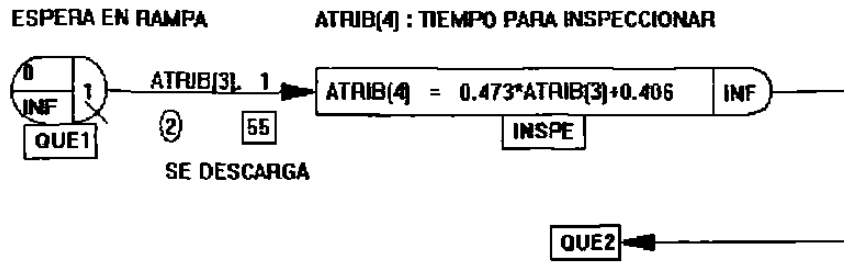 ESPERA EN RAMPA
ATRIB(4) : TIEMPO PARA INSPECCIONAR
0
INF
1
QUE1
ATRIB(3), 1
2
55
SE DESCARGA
ATRIB(4) = 0.473*ATRIB(3)+0.406
INF
INSPE
QUE2